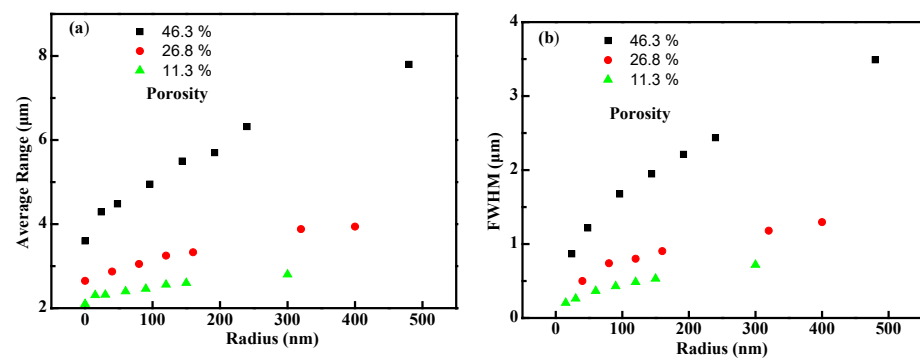 (a)
46.3 %
26.8 %
11.3 %
Porosity
Average Range (μm)
8
6
4
2
0 100 200 300 400 500
Radius (nm)
(b)
46.3 %
26.8 %
11.3 %
Porosity
FWHM (μm)
4
3
2
1
0
0 100 200 300 400 500
Radius (nm)